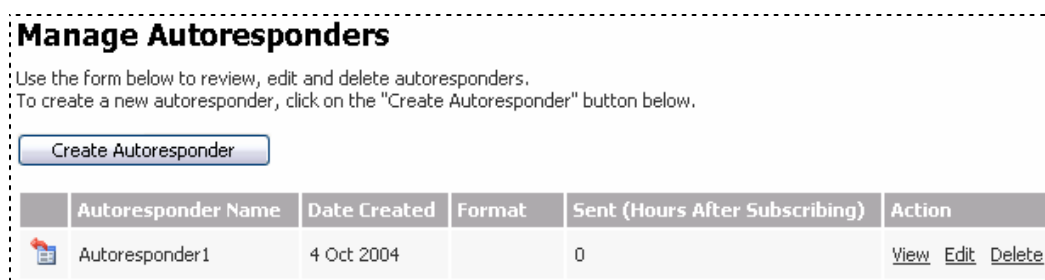 Manage Autoresponders
Use the form below to review, edit and delete autoresponders.
To create a new autoresponder, click on the "Create Autoresponder" button below.
Create Autoresponder
Autoresponder Name Date Created Format Sent (Hours After Subscribing) Action
Autoresponder1 4 Oct 2004 0 View Edit Delete